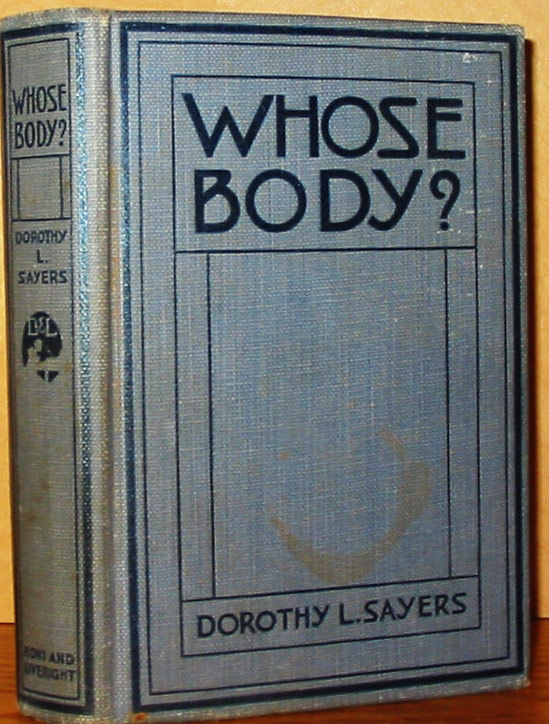 WHOSE
BODY?
DOROTHY
L.
SAYERS
B&L
BONI AND
LIVERIGHT
WHOSE
BODY?
DOROTHY L. SAYERS